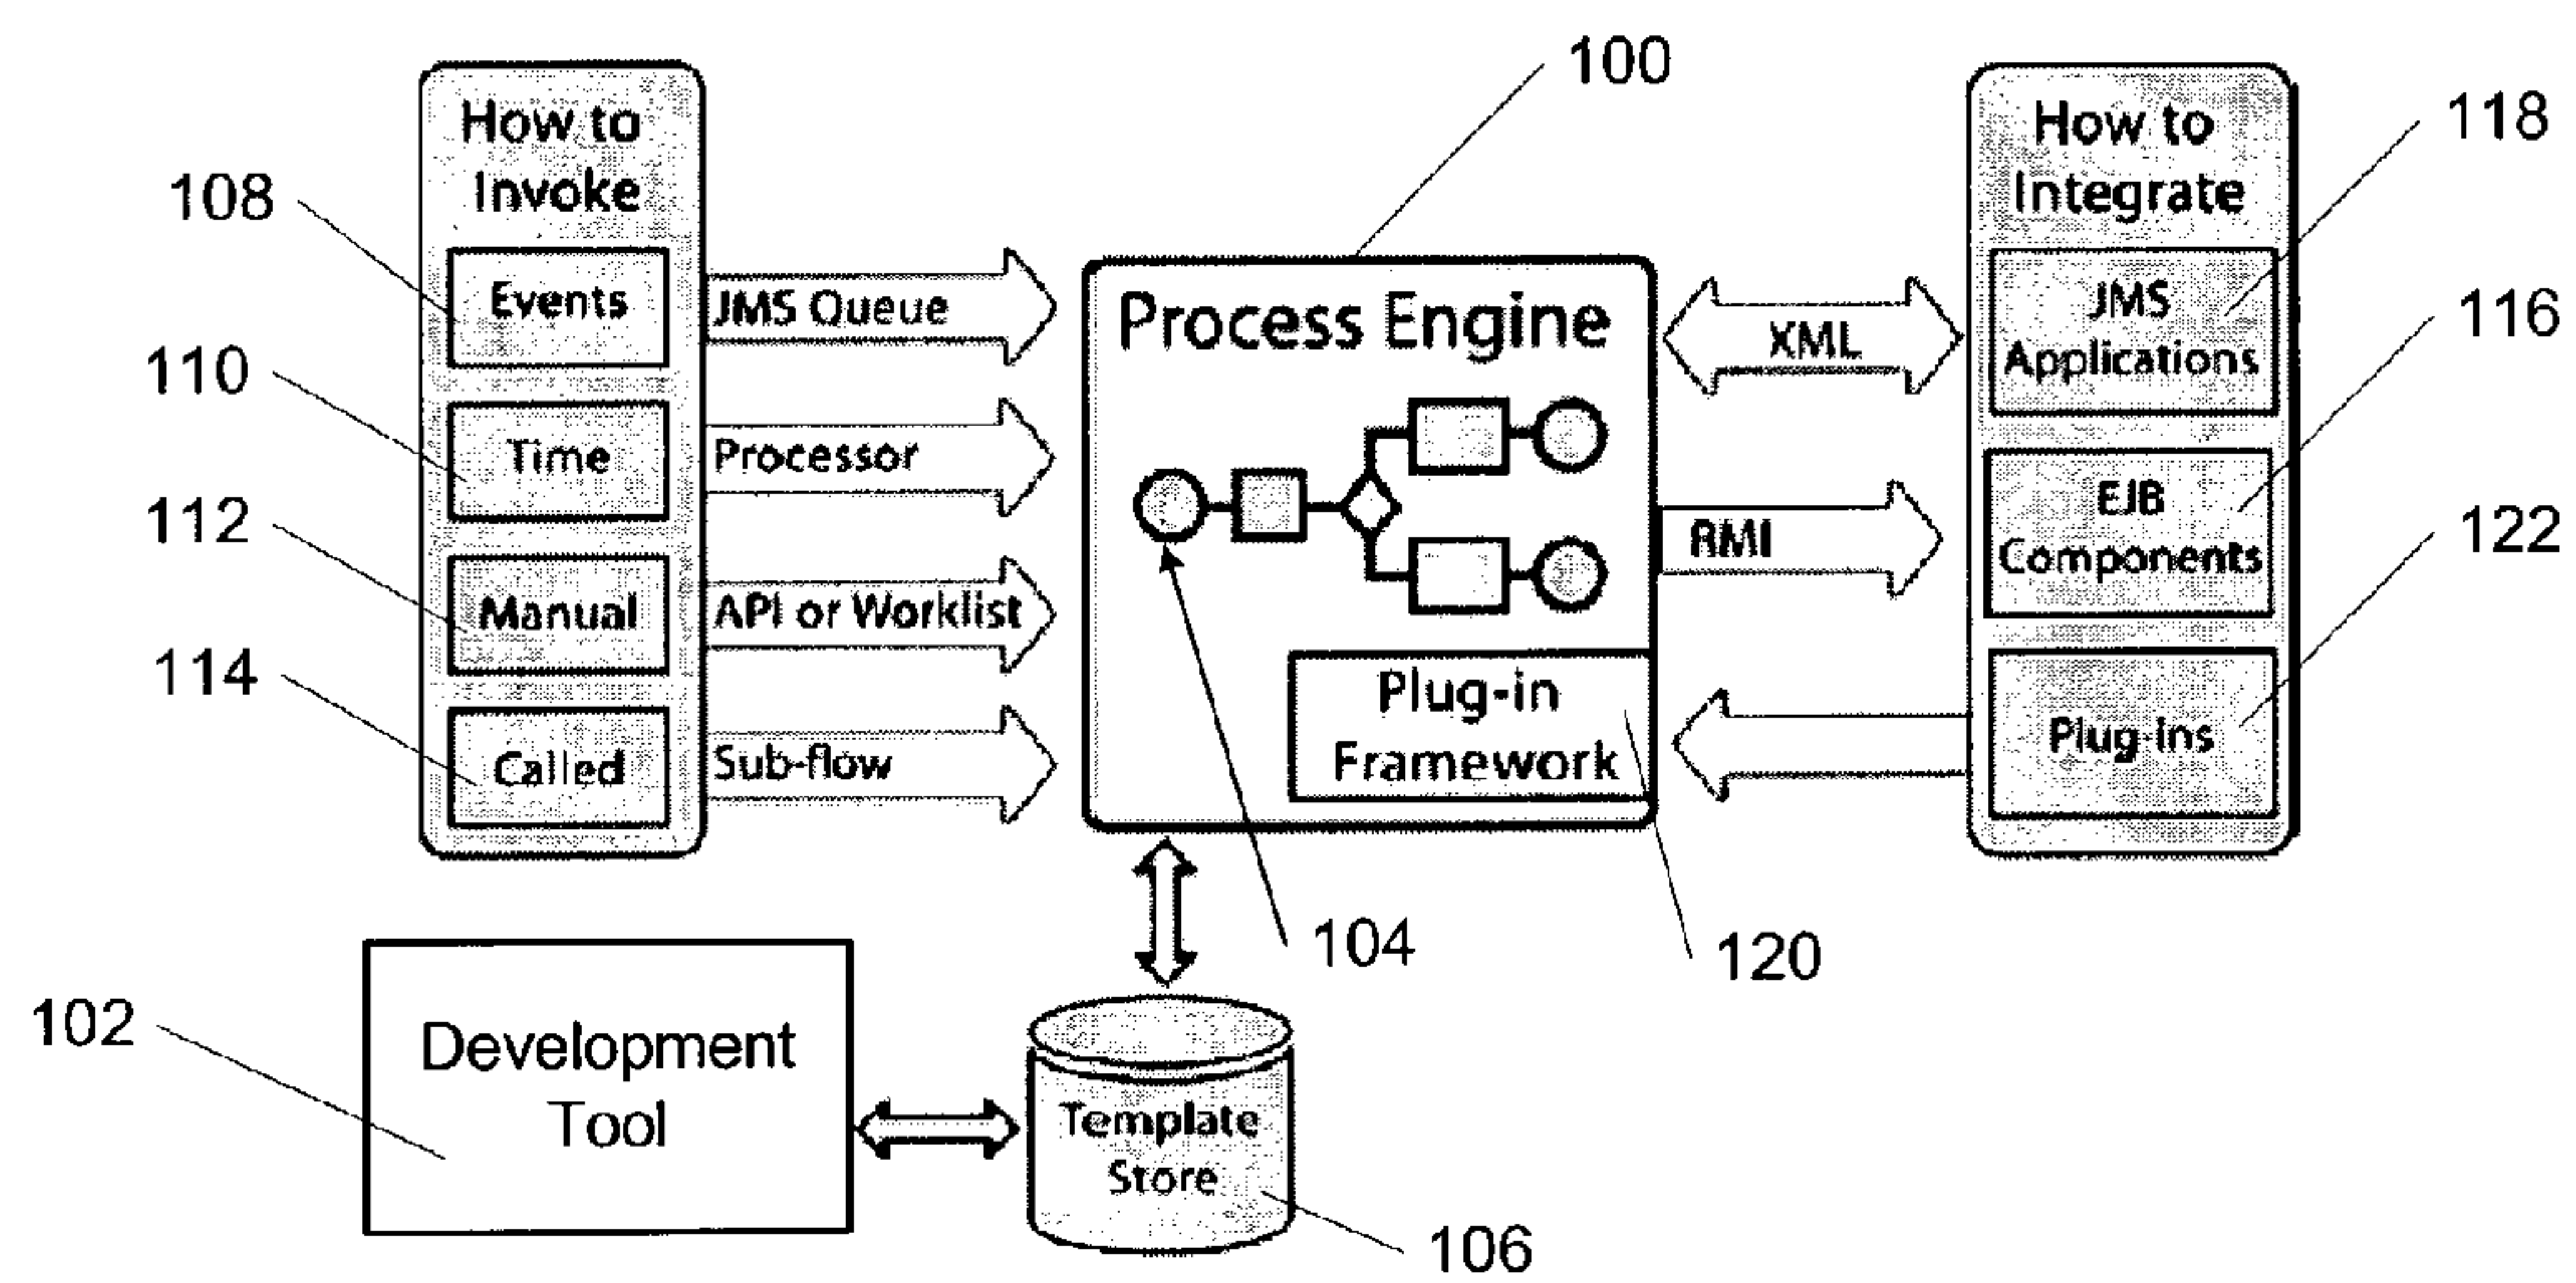 100
How to
Invoke
108
Events
JMS Queue
110
Time
Processor
112
Manual
API or Worklist
114
Called
Sub-flow
Process Engine
Plug-in
Framework
104
120
XML
RMI
How to
Integrate
118
JMS
Applications
116
EJB
Components
122
Plug-ins
102
Development
Tool
Template
Store
106